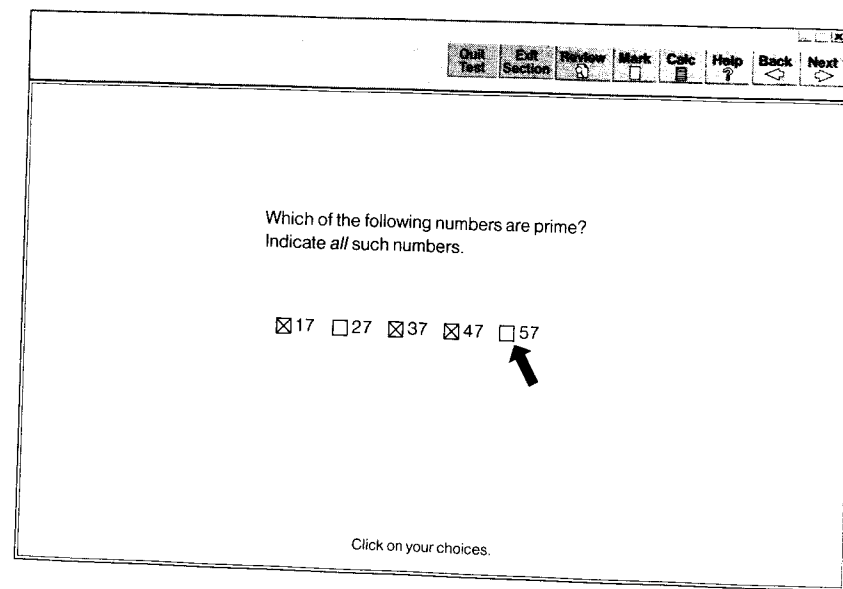 Quit Test Exit Section Review Mark Calc Help ? Back Next
Which of the following numbers are prime?
Indicate all such numbers.
17 27 37 47 57
Click on your choices.